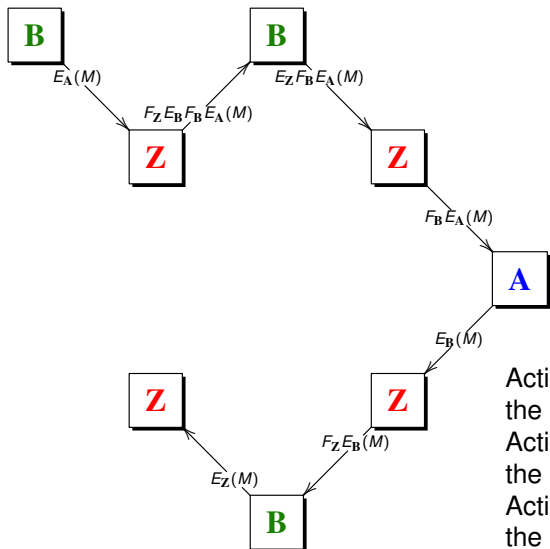 B
B
E_A(M)
F_Z E_B F_B E_A(M)
E_Z F_B E_A(M)
Z
Z
F_B E_A(M)
A
E_B(M)
Z
Z
Acti
the
F_Z E_B(M)
Acti
E_Z(M)
the
B
Acti
the